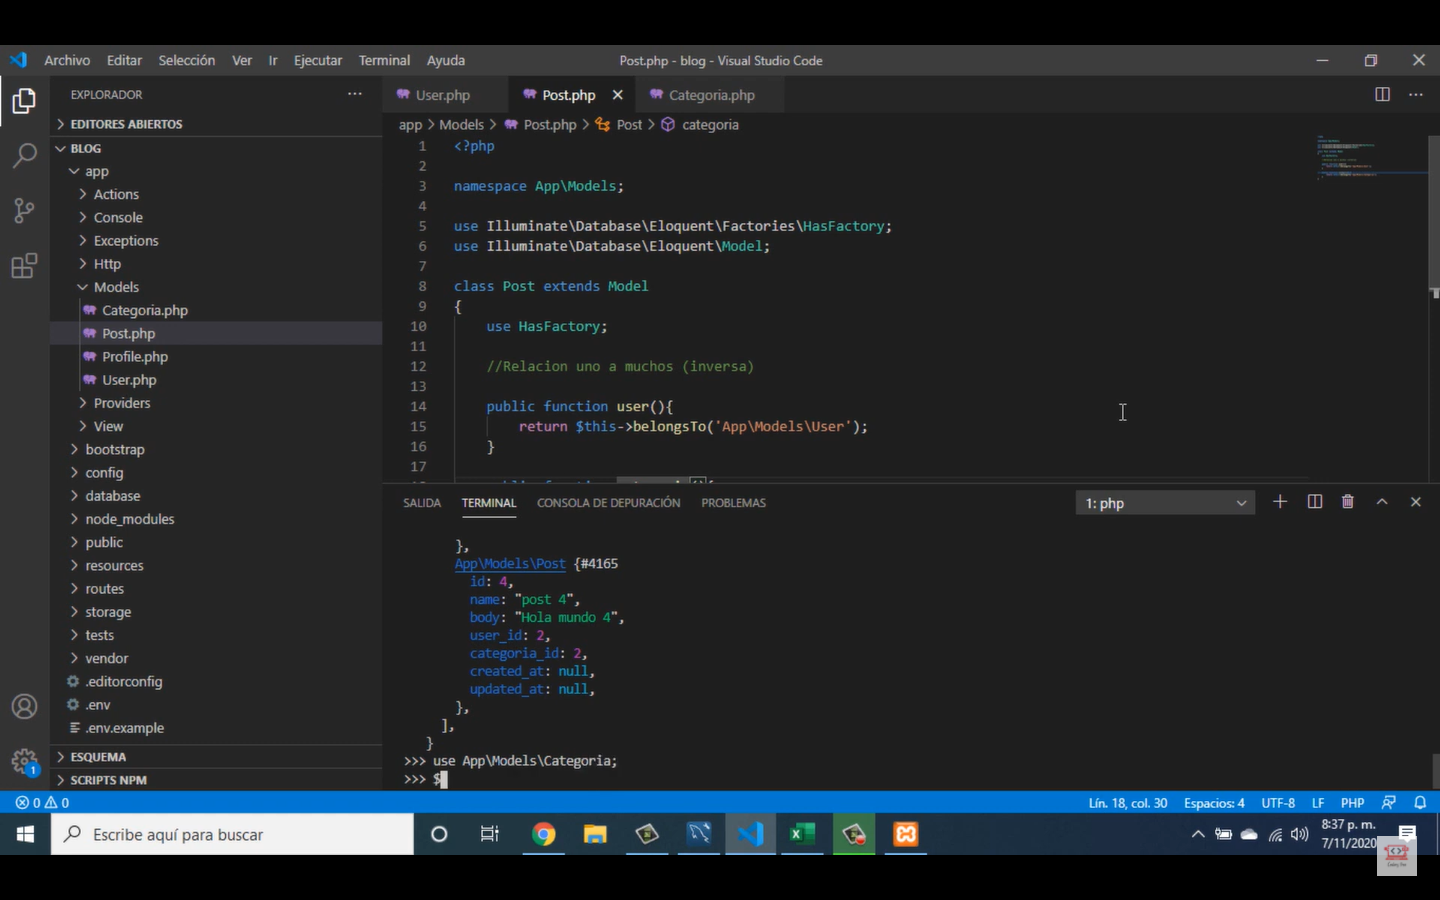 Archivo Editar Selección Ver Ir Ejecutar Terminal Ayuda
Post.php - blog - Visual Studio Code
EXPLORADOR
EDITORES ABIERTOS
BLOG
app
Actions
Console
Exceptions
Http
Models
Categoria.php
Post.php
Profile.php
User.php
Providers
View
bootstrap
config
database
node_modules
public
resources
routes
storage
tests
vendor
.editorconfig
.env
.env.example
ESQUEMA
SCRIPTS NPM
1
User.php Post.php Categoria.php
app > Models > Post.php > Post > categoria
1 <?php
2
3 namespace App\Models;
4
5 use Illuminate\Database\Eloquent\Factories\HasFactory;
6 use Illuminate\Database\Eloquent\Model;
7
8 class Post extends Model
9 {
10 use HasFactory;
11
12 //Relacion uno a muchos (inversa)
13
14 public function user(){
15 return $this->belongsTo('App\Models\User');
16 }
17
SALIDA TERMINAL CONSOLA DE DEPURACIÓN PROBLEMAS
1: php
},
App\Models\Post {#4165
id: 4,
name: "post 4",
body: "Hola mundo 4",
user_id: 2,
categoria_id: 2,
created_at: null,
updated_at: null,
},
],
}
>>> use App\Models\Categoria;
>>> $
0 0
Lín. 18, col. 30 Espacios: 4 UTF-8 LF PHP
Escribe aquí para buscar
8:37 p. m.
7/11/2020